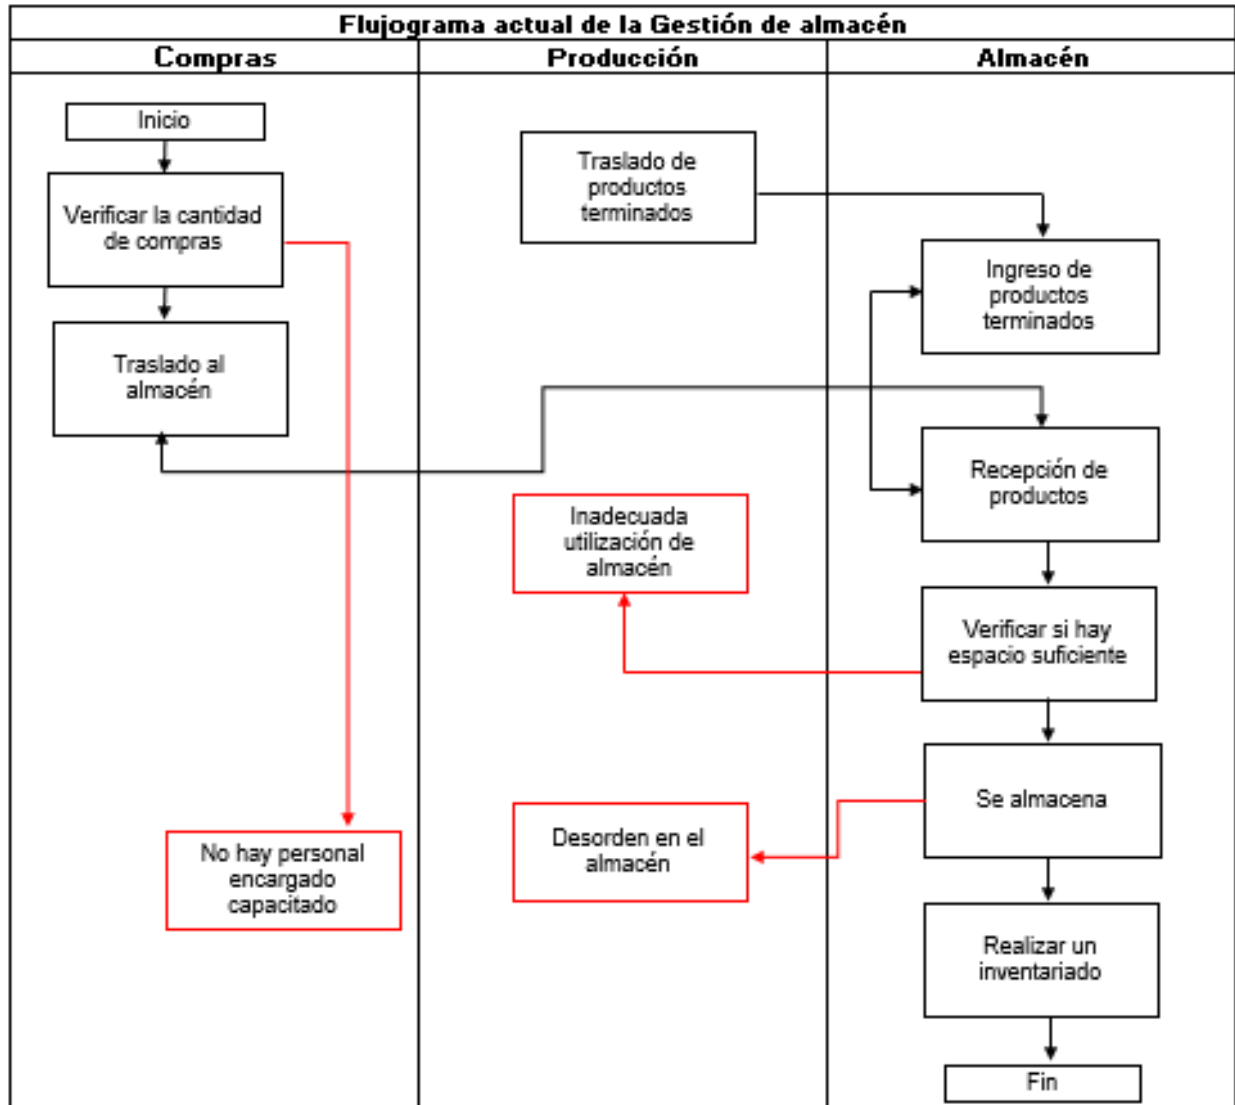 Flujograma actual de la Gestión de almacén
Compras
Producción
Almacén
Inicio
Verificar la cantidad
de compras
Traslado al
almacén
No hay personal
encargado
capacitado
Traslado de
productos
terminados
Inadecuada
utilización de
almacén
Desorden en el
almacén
Ingreso de
productos
terminados
Recepción de
productos
Verificar si hay
espacio suficiente
Se almacena
Realizar un
inventariado
Fin